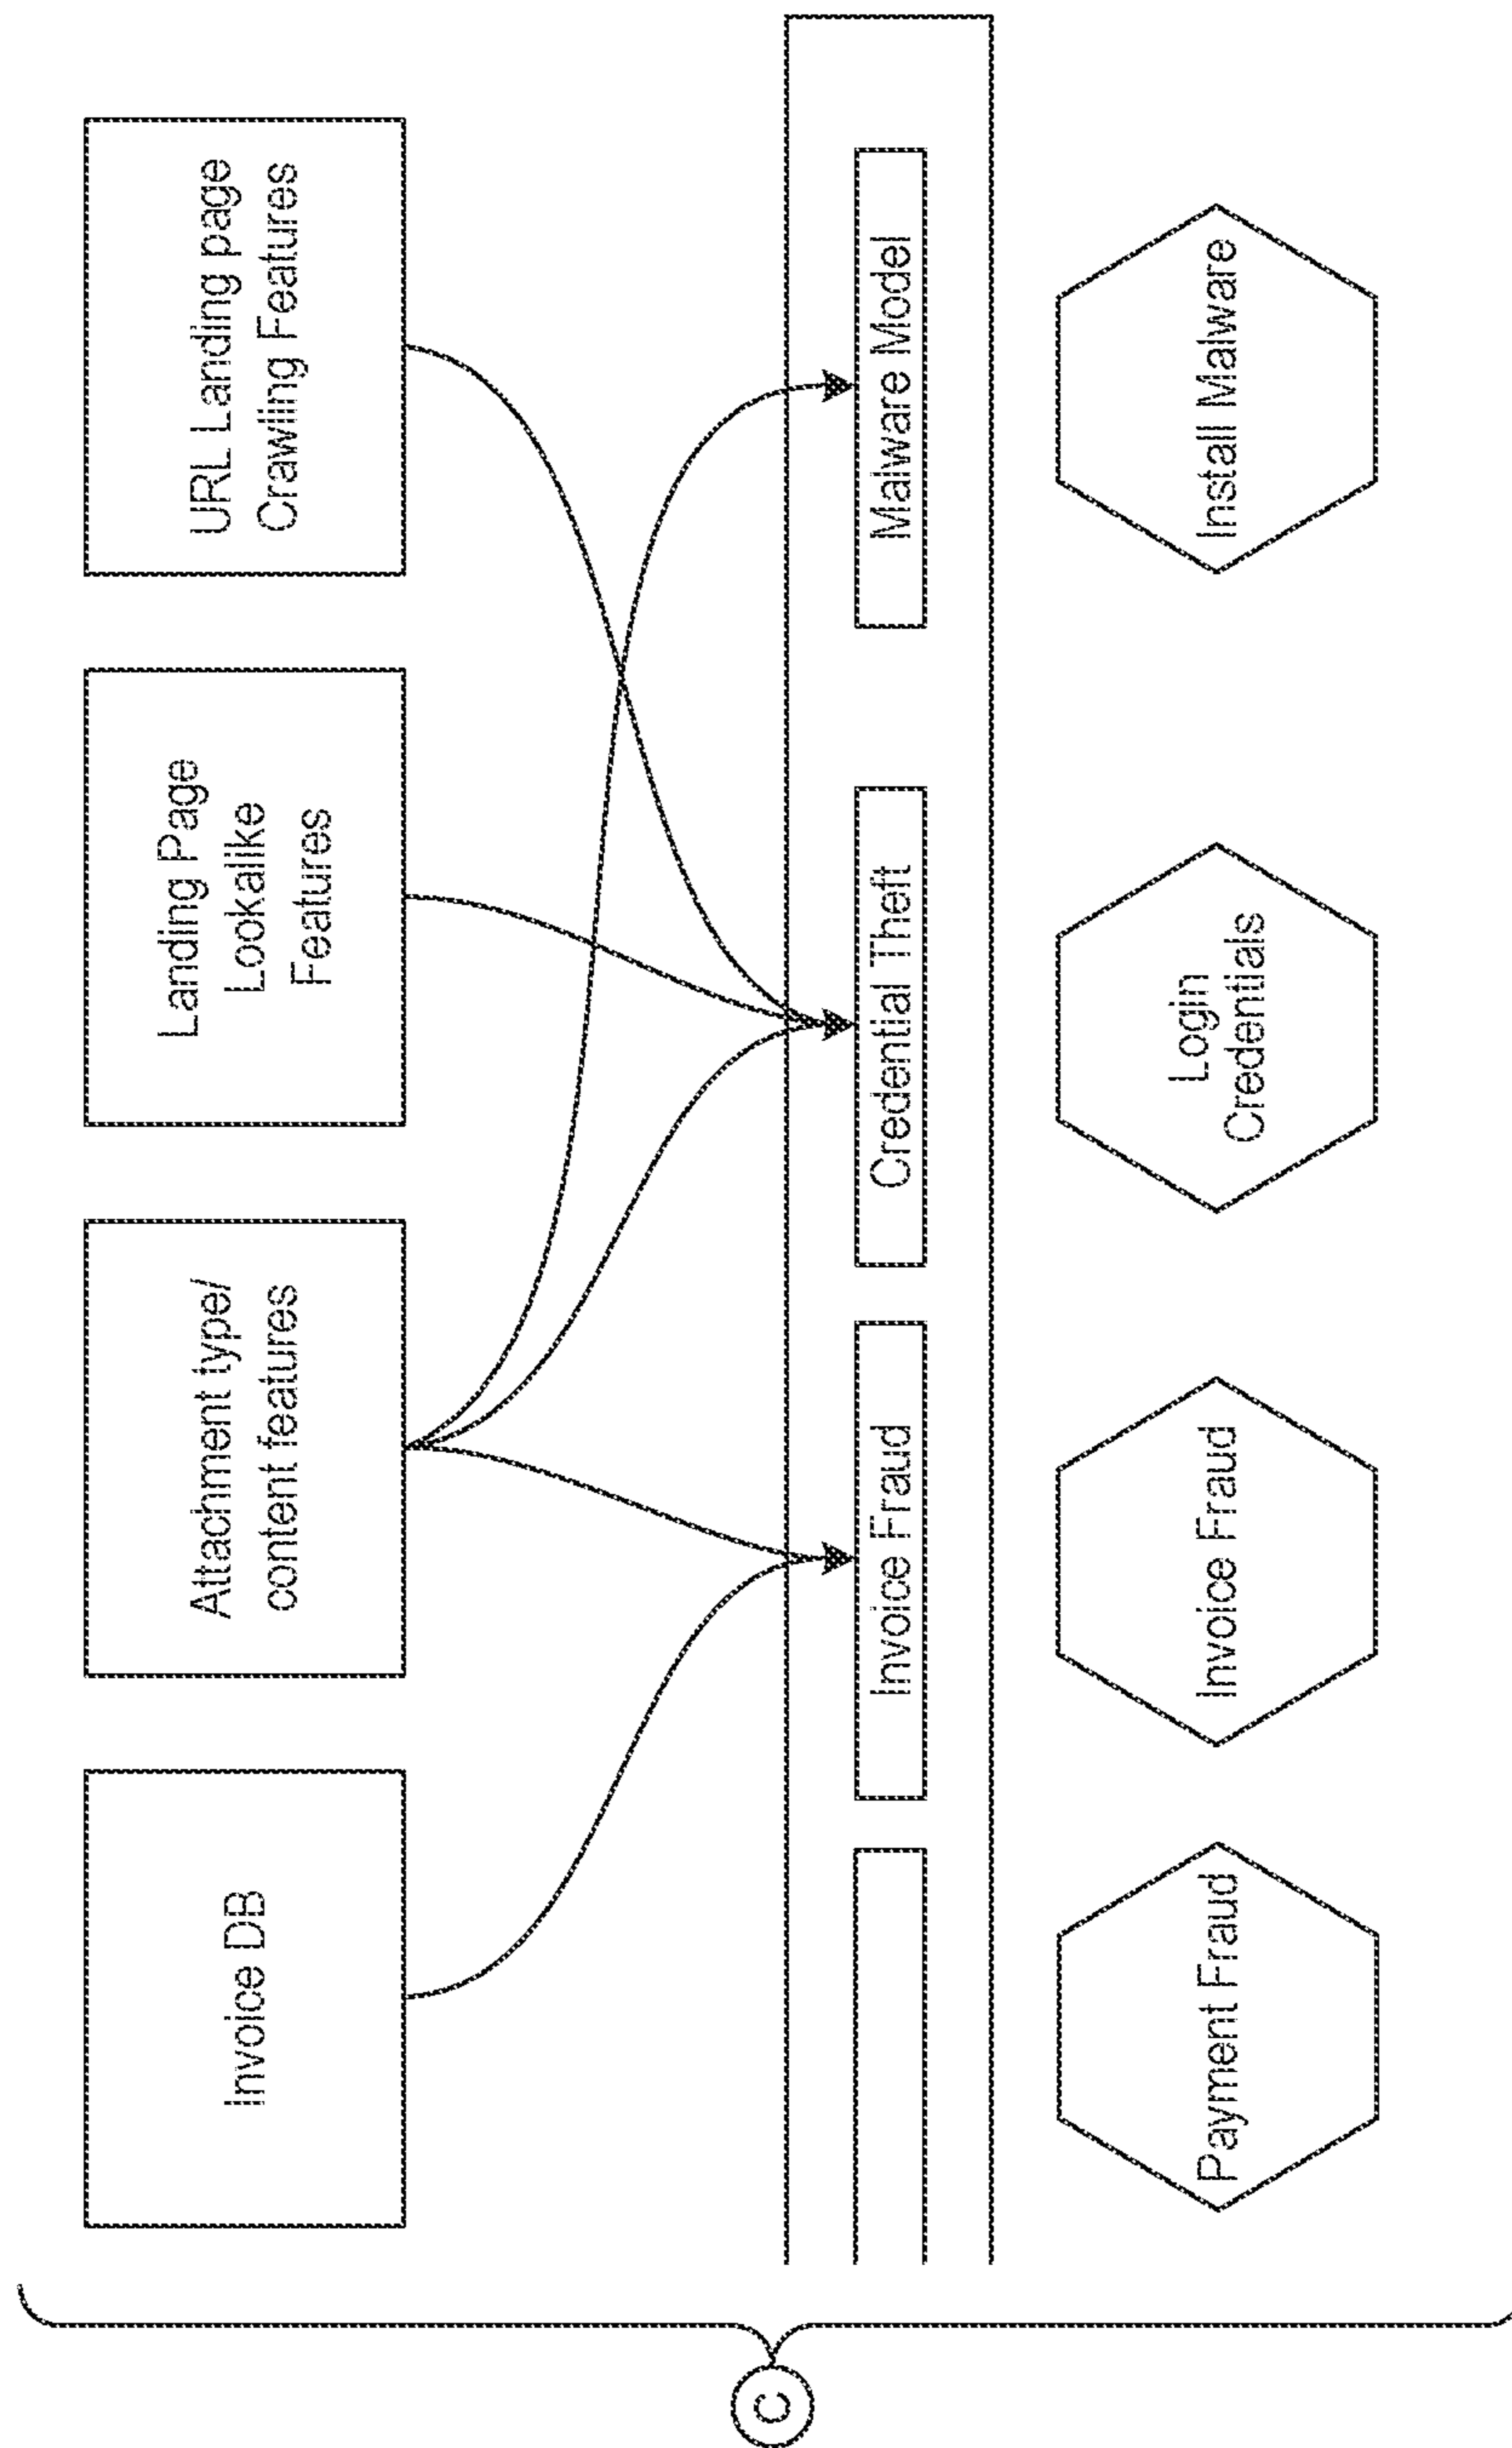 Invoice DB
Attachment type/
content features
Landing Page
Lookalike
Features
URL Landing page
Crawling Features
Invoice Fraud
Credential Theft
Malware Model
Payment Fraud
Invoice Fraud
Login
Credentials
Install Malware
C